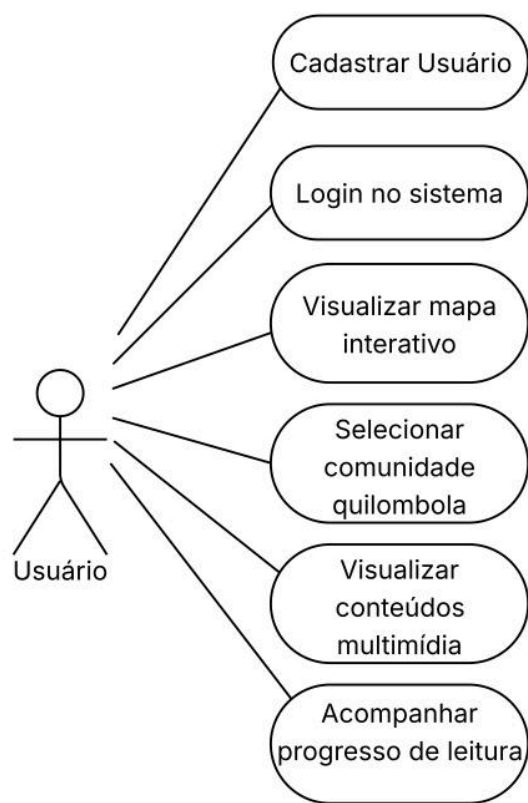 Cadastrar Usuário
Login no sistema
Visualizar mapa
interativo
Selecionar
comunidade
quilombola
Usuário
Visualizar
conteúdos
multimídia
Acompanhar
progresso de leitura